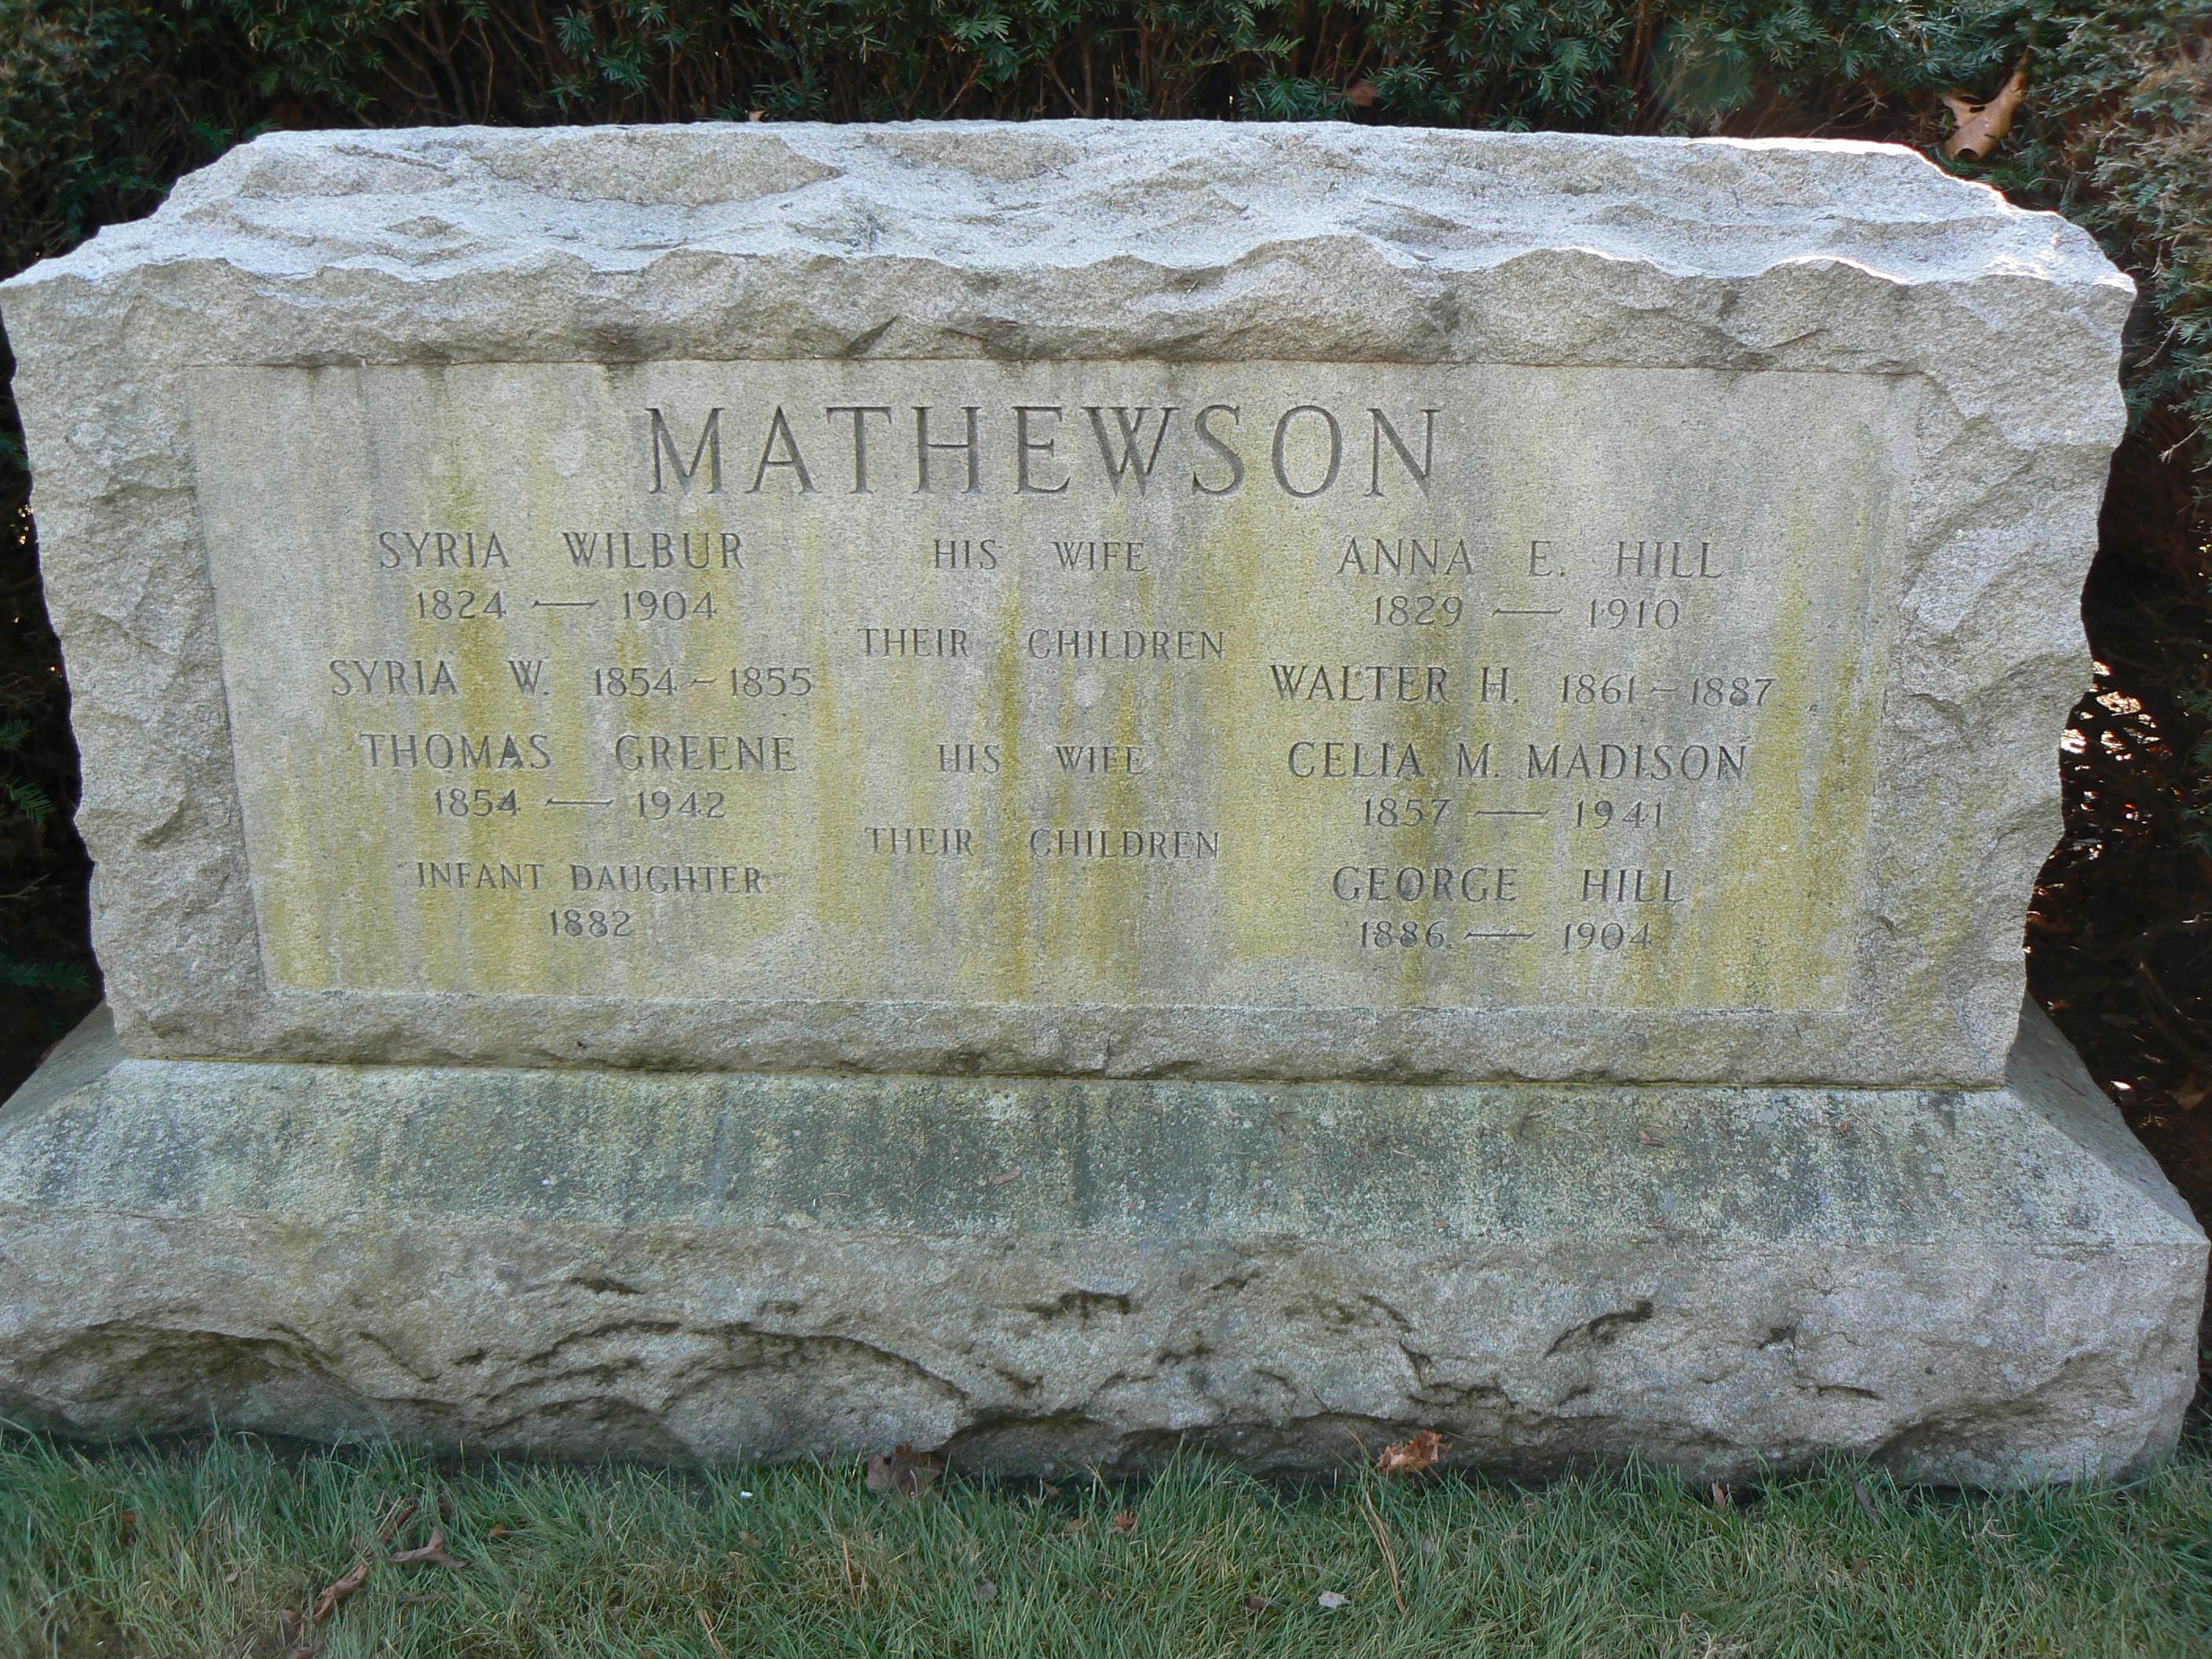 MATHEWSON
SYRIA WILBUR HIS WIFE ANNA E. HILL
1824 — 1904 1829 — 1910
THEIR CHILDREN
SYRIA W. 1854 – 1855 WALTER H. 1861 – 1887
THOMAS GREENE HIS WIFE CELIA M. MADISON
1854 — 1942 1857 — 1941
THEIR CHILDREN
INFANT DAUGHTER GEORGE HILL
1882 1886 — 1904